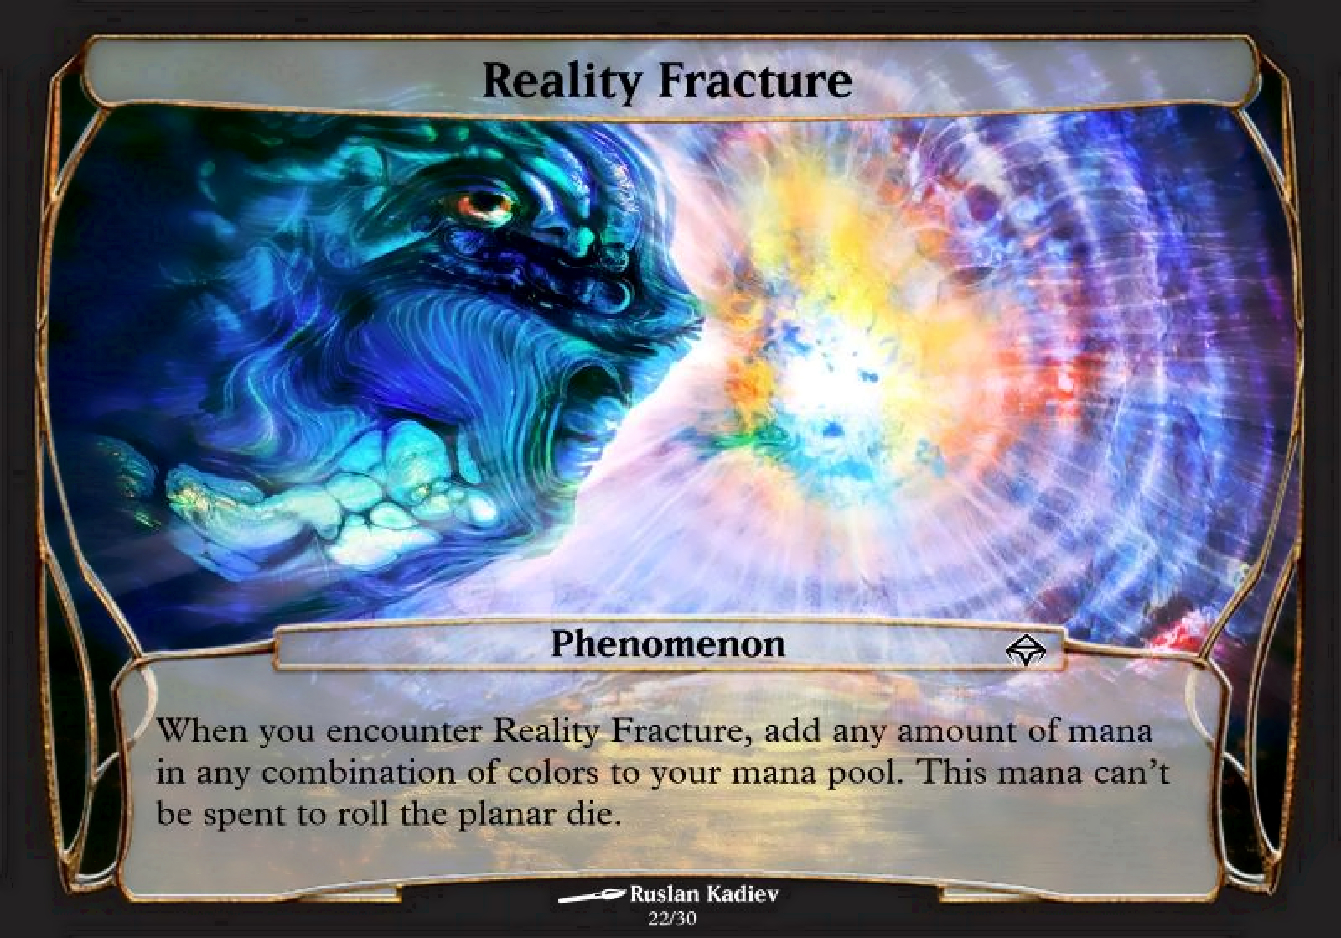 Reality Fracture
Phenomenon
When you encounter Reality Fracture, add any amount of mana
in any combination of colors to your mana pool. This mana can't
be spent to roll the planar die.
Ruslan Kadiev
22/30